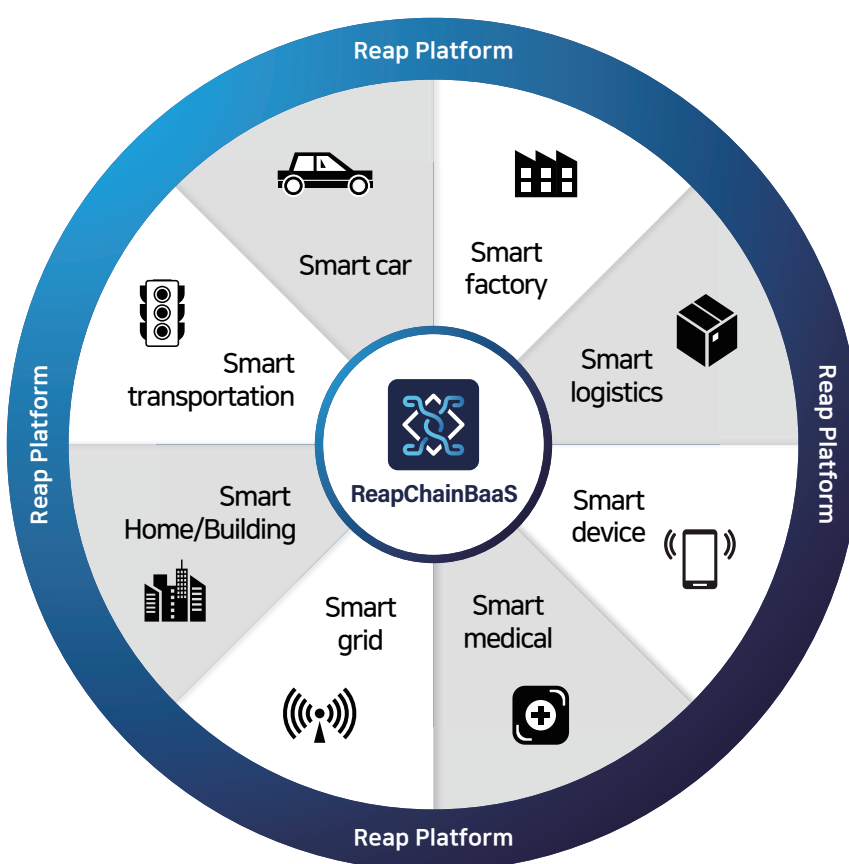 Reap Platform
Smart car
Smart
factory
Smart
transportation
Smart
logistics
Reap Platform
ReapChainBaaS
Reap Platform
Smart
Home/Building
Smart
device
Smart
grid
Smart
medical
Reap Platform